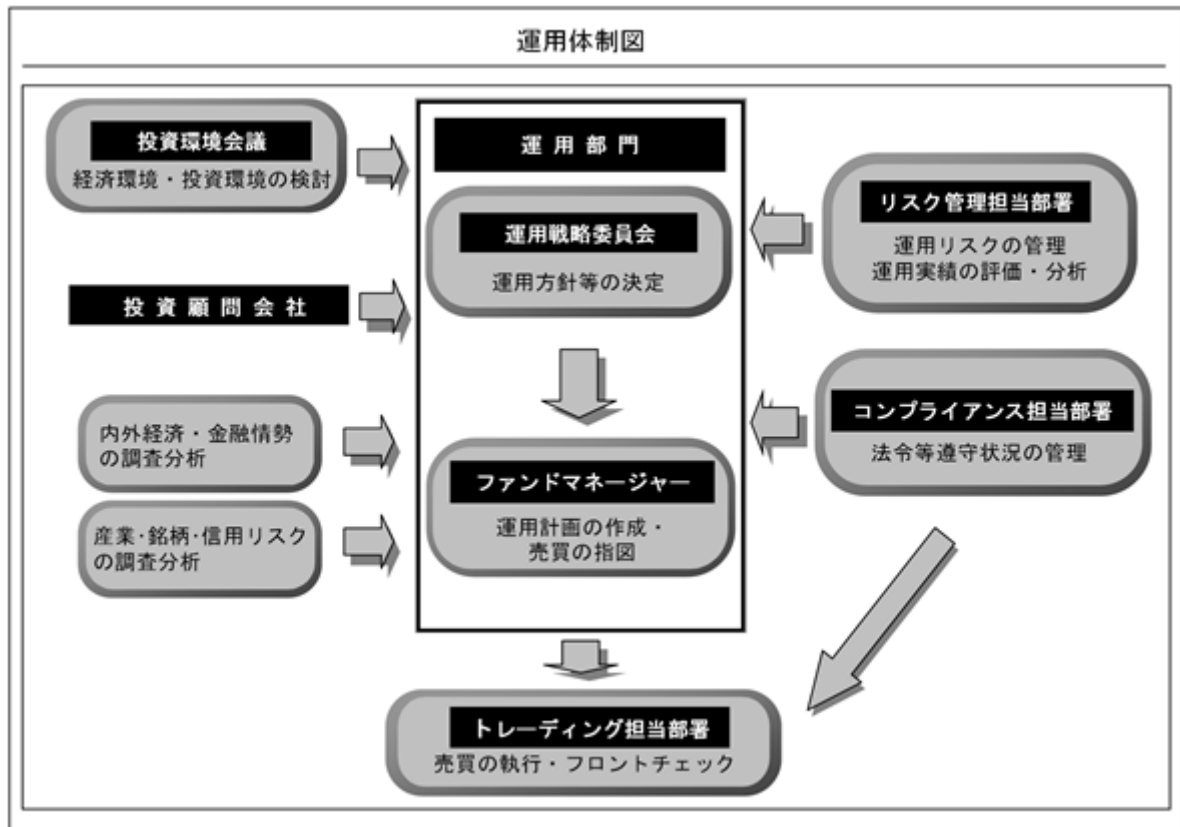 運用体制図
投資環境会議
経済環境・投資環境の検討
投資顧問会社
内外経済・金融情勢
の調査分析
産業・銘柄・信用リスク
の調査分析
運用部門
運用戦略委員会
運用方針等の決定
ファンドマネージャー
運用計画の作成・
売買の指図
リスク管理担当部署
運用リスクの管理
運用実績の評価・分析
コンプライアンス担当部署
法令等遵守状況の管理
トレーディング担当部署
売買の執行・フロントチェック